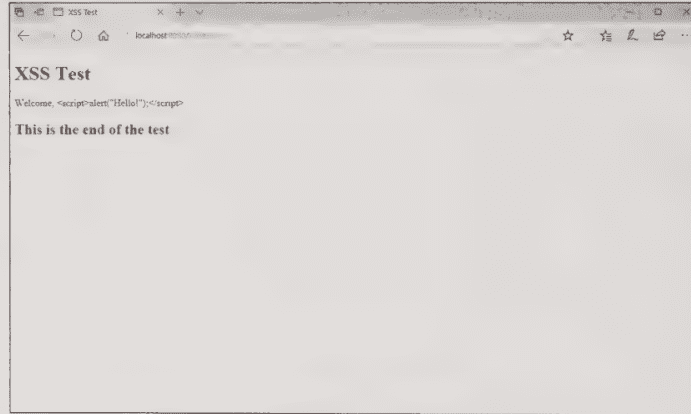 XSS Test
localhost
XSS Test
Welcome, <script>alert("Hello!");</script>
This is the end of the test